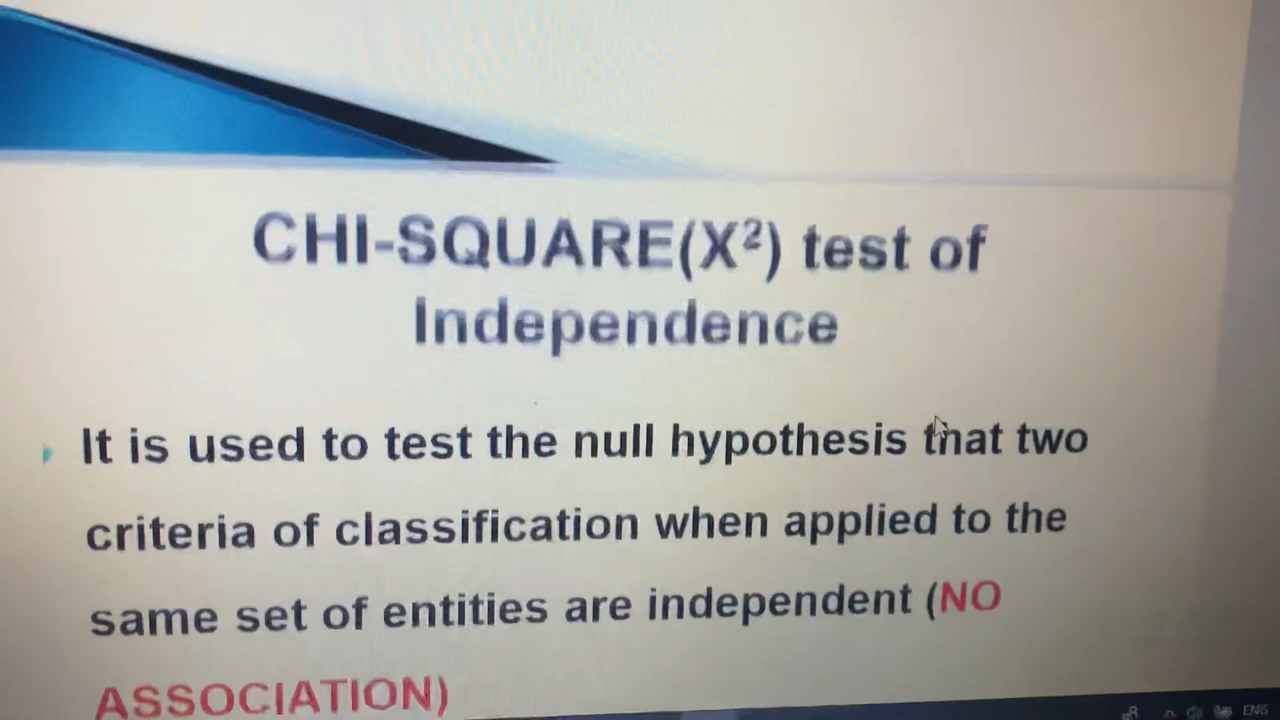 CHI-SQUARE(X²) test of
Independence
It is used to test the null hypothesis that two
criteria of classification when applied to the
same set of entities are independent (NO
ASSOCIATION)
ENG